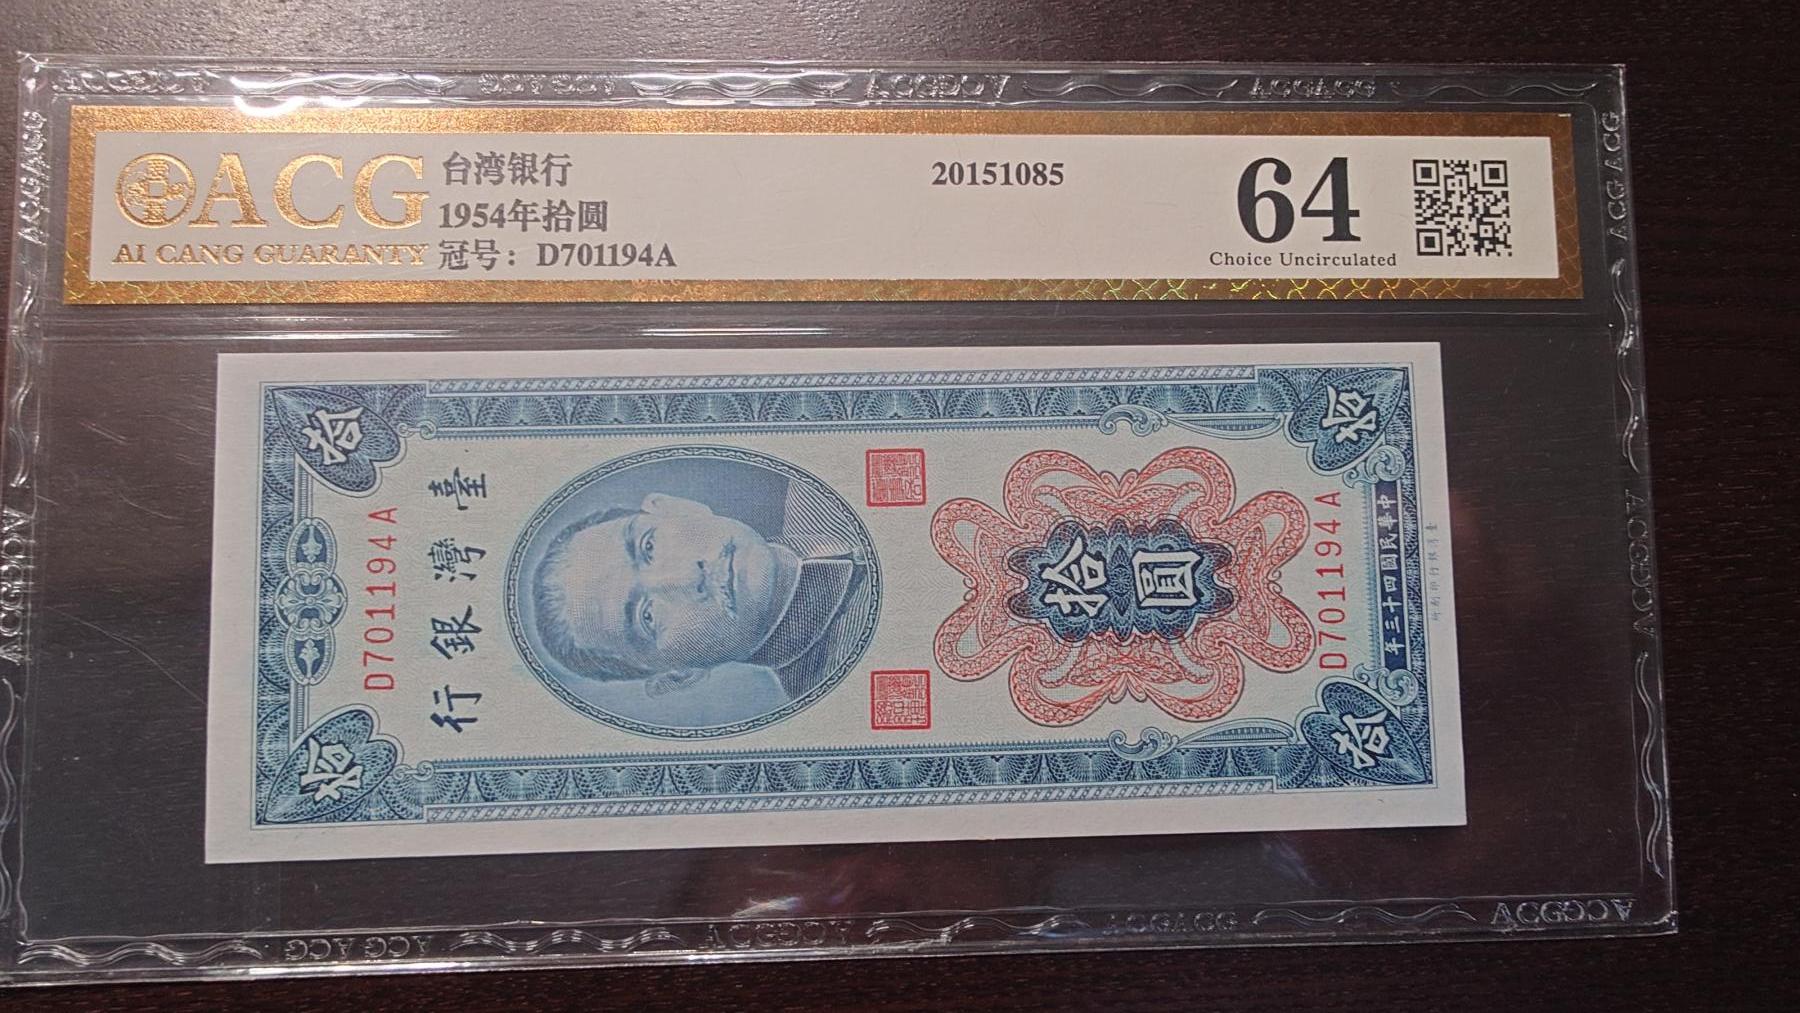 ACG
AI CANG GUARANTY
台湾银行
1954年拾圆
冠号：D701194A
20151085
64
Choice Uncirculated
拾
拾
臺灣銀行
D701194A
D701194A
拾圓
中華民國四十三年
拾
拾
ACG ACG